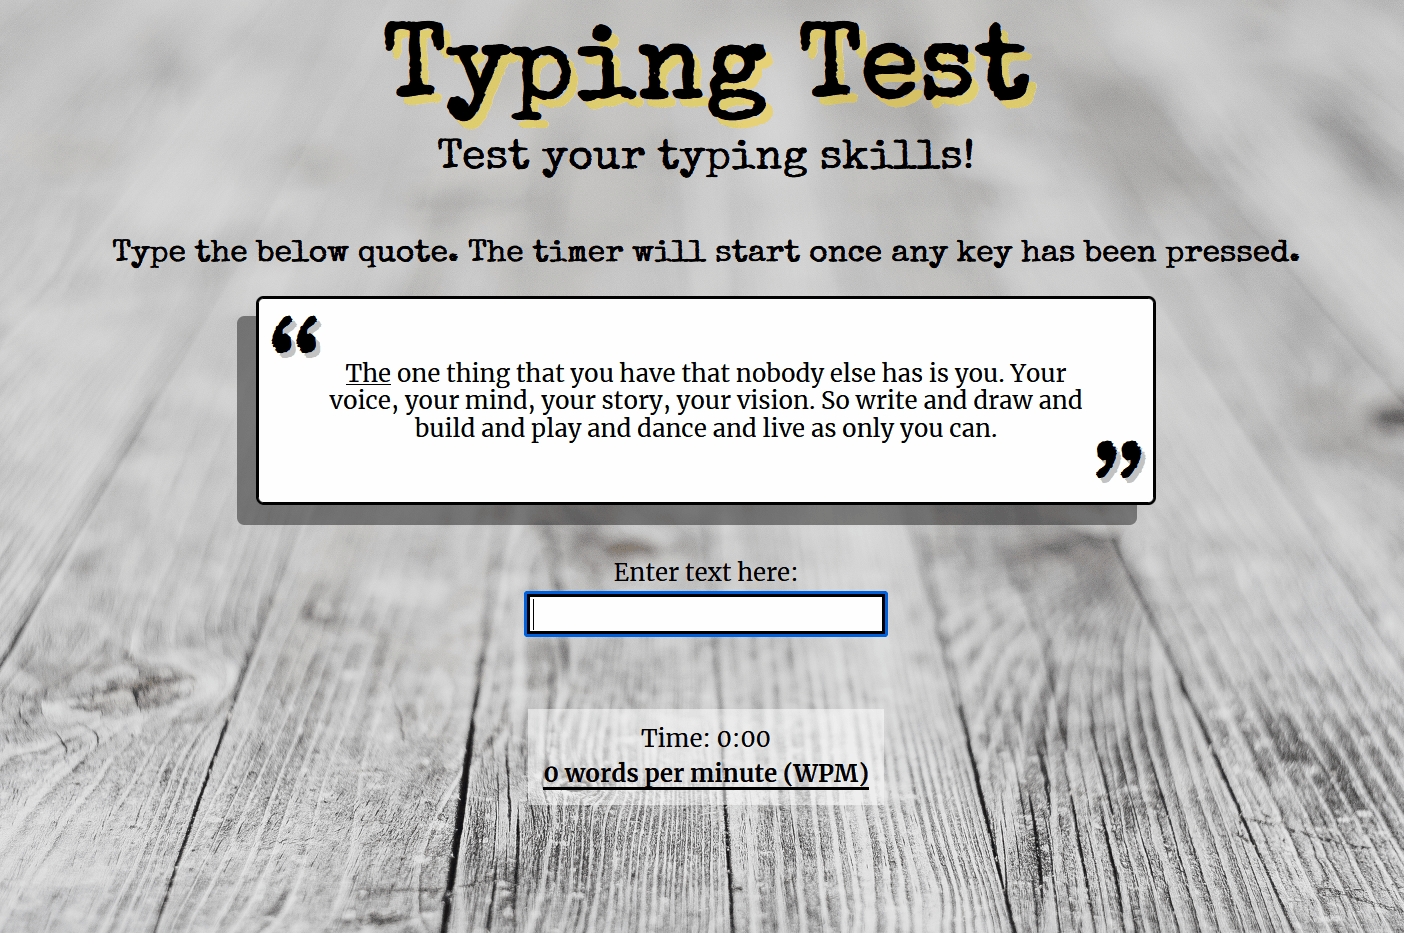 Typing Test
Test your typing skills!
Type the below quote. The timer will start once any key has been pressed.
“
The one thing that you have that nobody else has is you. Your
voice, your mind, your story, your vision. So write and draw and
build and play and dance and live as only you can.
”
Enter text here:
Time: 0:00
0 words per minute (WPM)